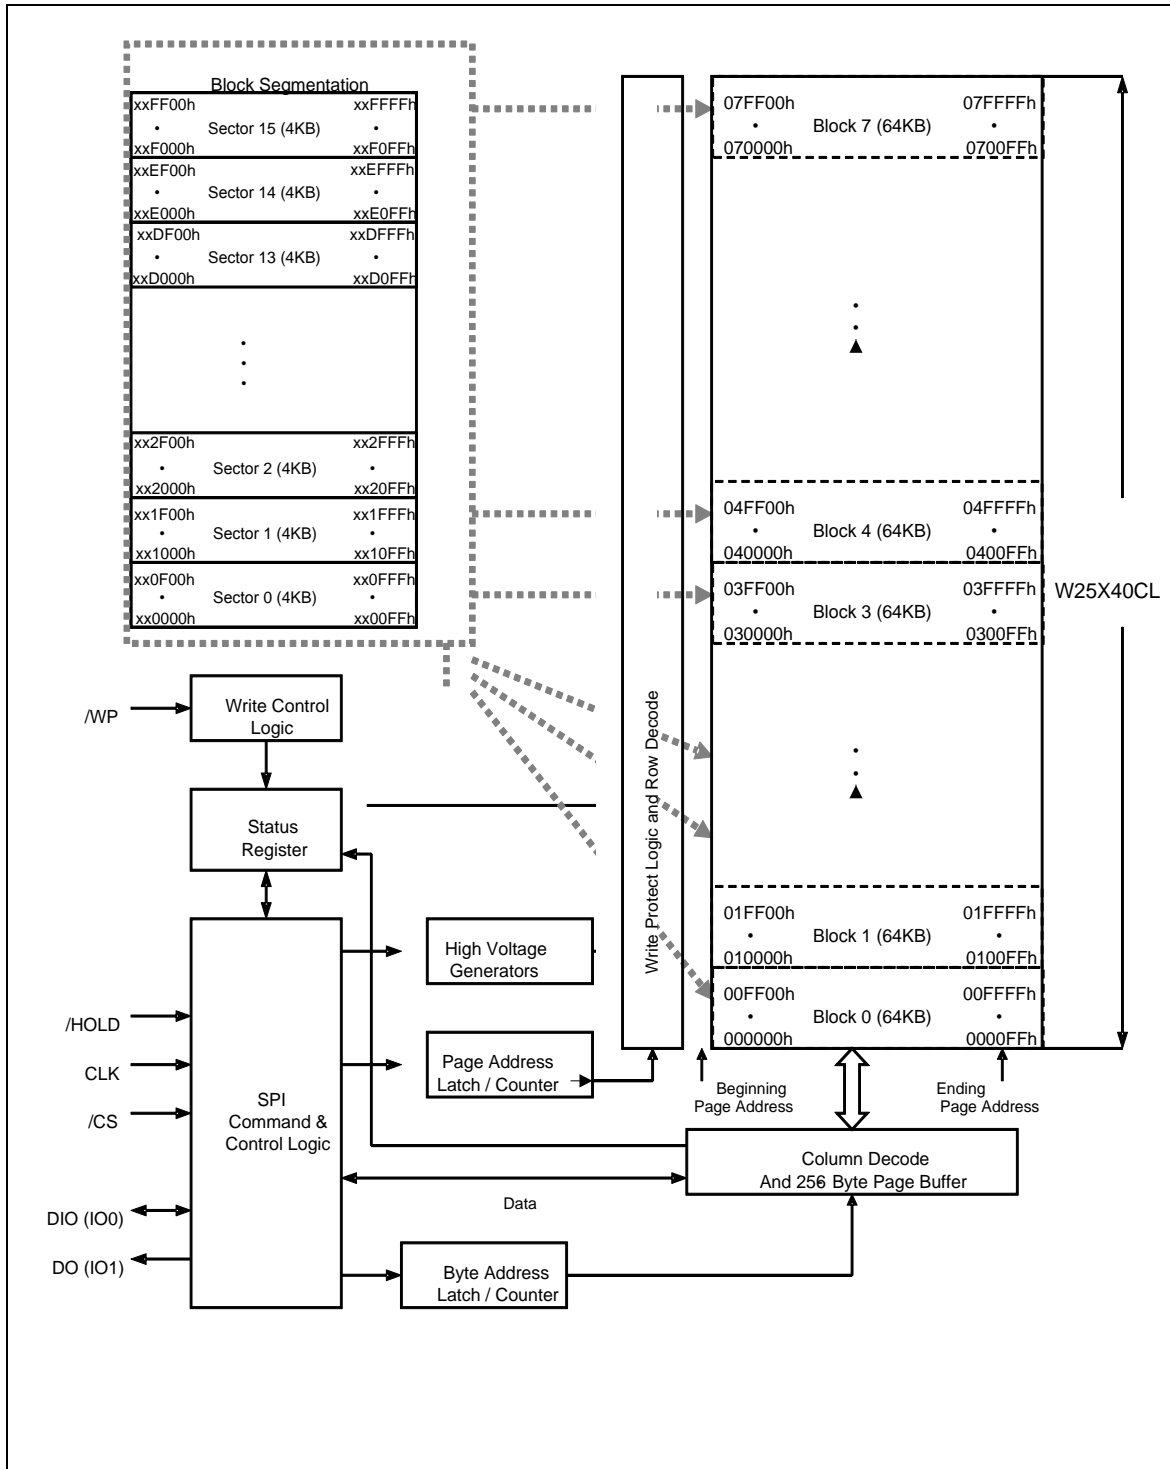 Block Segmentation
xxFF00h xxFFFFh
• Sector 15 (4KB) •
xxF000h xxF0FFh
xxEF00h xxEFFFh
• Sector 14 (4KB) •
xxE000h xxE0FFh
xxDF00h xxDFFFh
• Sector 13 (4KB) •
xxD000h xxD0FFh
xx2F00h xx2FFFh
• Sector 2 (4KB) •
xx2000h xx20FFh
xx1F00h xx1FFFh
• Sector 1 (4KB) •
xx1000h xx10FFh
xx0F00h xx0FFFh
• Sector 0 (4KB) •
xx0000h xx00FFh
Write Protect Logic and Row Decode
07FF00h 07FFFFh
• Block 7 (64KB) •
070000h 0700FFh
04FF00h 04FFFFh
• Block 4 (64KB) •
040000h 0400FFh
03FF00h 03FFFFh
• Block 3 (64KB) •
030000h 0300FFh
01FF00h 01FFFFh
• Block 1 (64KB) •
010000h 0100FFh
00FF00h 00FFFFh
• Block 0 (64KB) •
000000h 0000FFh
W25X40CL
Beginning
Page Address
Ending
Page Address
/WP
Write Control
Logic
Status
Register
High Voltage
Generators
Page Address
Latch / Counter
/HOLD
CLK
/CS
SPI
Command &
Control Logic
DIO (IO0)
DO (IO1)
Data
Column Decode
And 256 Byte Page Buffer
Byte Address
Latch / Counter